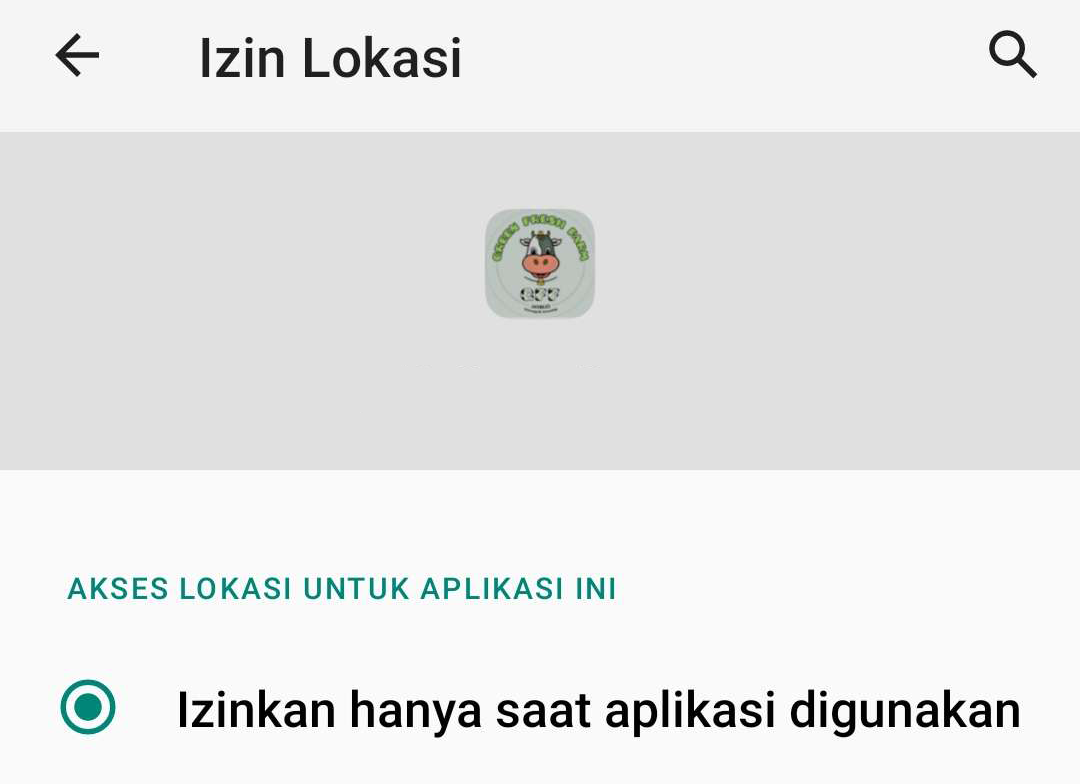 Izin Lokasi
GREEN FRESH FARM
GFF
AKSES LOKASI UNTUK APLIKASI INI
Izinkan hanya saat aplikasi digunakan